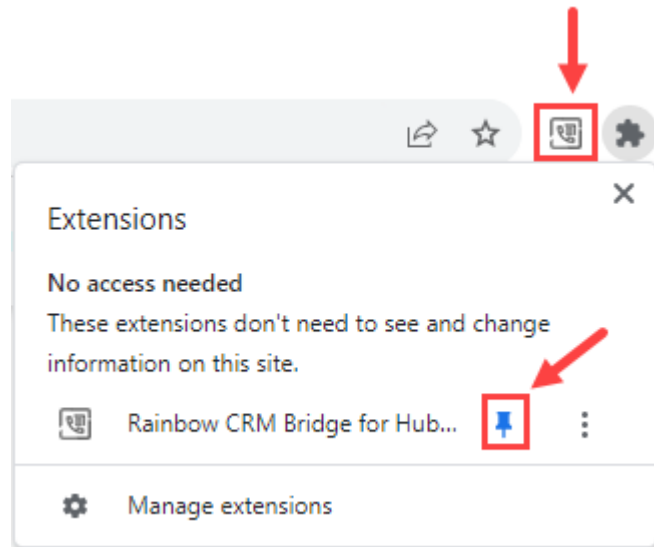 Extensions
No access needed
These extensions don't need to see and change
information on this site.
Rainbow CRM Bridge for Hub...
Manage extensions